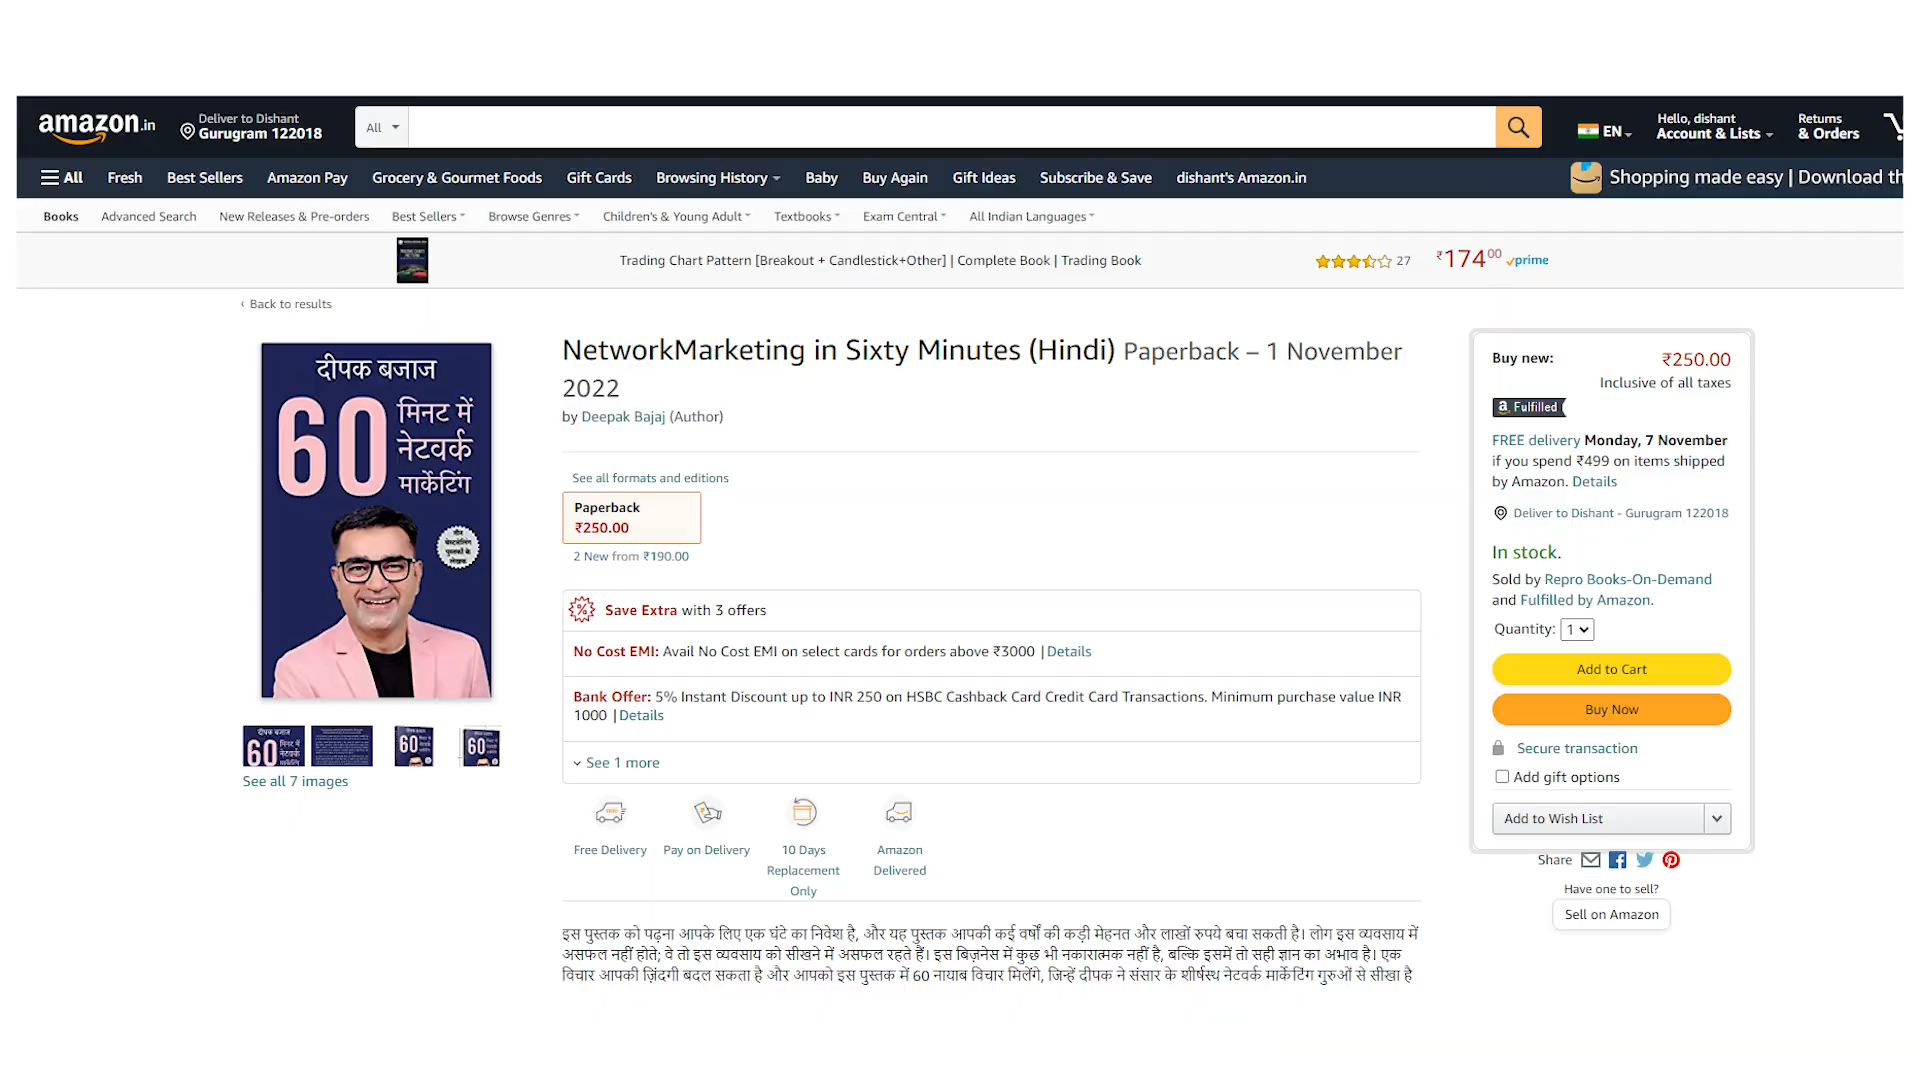 amazon.in
Deliver to Dishant
Gurugram 122018
All
EN
Hello, dishant
Account & Lists
Returns
& Orders
All
Fresh
Best Sellers
Amazon Pay
Grocery & Gourmet Foods
Gift Cards
Browsing History
Baby
Buy Again
Gift Ideas
Subscribe & Save
dishant's Amazon.in
Shopping made easy | Download th
Books
Advanced Search
New Releases & Pre-orders
Best Sellers
Browse Genres
Children's & Young Adult
Textbooks
Exam Central
All Indian Languages
Trading Chart Pattern [Breakout + Candlestick+Other] | Complete Book | Trading Book
27
₹17400
prime
‹ Back to results
दीपक बजाज
60
मिनट में
नेटवर्क
मार्केटिंग
तीन
बेस्टसेलिंग
पुस्तकों के
लेखक
See all 7 images
NetworkMarketing in Sixty Minutes (Hindi) Paperback – 1 November
2022
by Deepak Bajaj (Author)
See all formats and editions
Paperback
₹250.00
2 New from ₹190.00
Save Extra with 3 offers
No Cost EMI: Avail No Cost EMI on select cards for orders above ₹3000 |Details
Bank Offer: 5% Instant Discount up to INR 250 on HSBC Cashback Card Credit Card Transactions. Minimum purchase value INR
1000 |Details
See 1 more
Free Delivery
Pay on Delivery
10 Days
Replacement
Only
Amazon
Delivered
इस पुस्तक को पढ़ना आपके लिए एक घंटे का निवेश है, और यह पुस्तक आपकी कई वर्षों की कड़ी मेहनत और लाखों रुपये बचा सकती है। लोग इस व्यवसाय में
असफल नहीं होते; वे तो इस व्यवसाय को सीखने में असफल रहते हैं। इस बिज़नेस में कुछ भी नकारात्मक नहीं है, बल्कि इसमें तो सही ज्ञान का अभाव है। एक
विचार आपकी ज़िंदगी बदल सकता है और आपको इस पुस्तक में 60 नायाब विचार मिलेंगे, जिन्हें दीपक ने संसार के शीर्षस्थ नेटवर्क मार्केटिंग गुरुओं से सीखा है
Buy new:
₹250.00
Inclusive of all taxes
a Fulfilled
FREE delivery Monday, 7 November
if you spend ₹499 on items shipped
by Amazon. Details
Deliver to Dishant - Gurugram 122018
In stock.
Sold by Repro Books-On-Demand
and Fulfilled by Amazon.
Quantity: 1
Add to Cart
Buy Now
Secure transaction
Add gift options
Add to Wish List
Share
Have one to sell?
Sell on Amazon